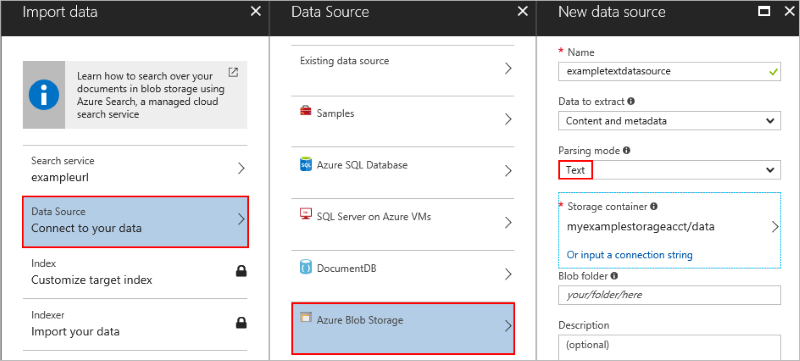 Import data
Learn how to search over your
documents in blob storage using
Azure Search, a managed cloud
search service
Search service
exampleurl
Data Source
Connect to your data
Index
Customize target index
Indexer
Import your data
Data Source
Existing data source
Samples
Azure SQL Database
SQL Server on Azure VMs
DocumentDB
Azure Blob Storage
New data source
* Name
exampletextdatasource
Data to extract
Content and metadata
Parsing mode
Text
* Storage container
myexamplestorageacct/data
Or input a connection string
Blob folder
your/folder/here
Description
(optional)